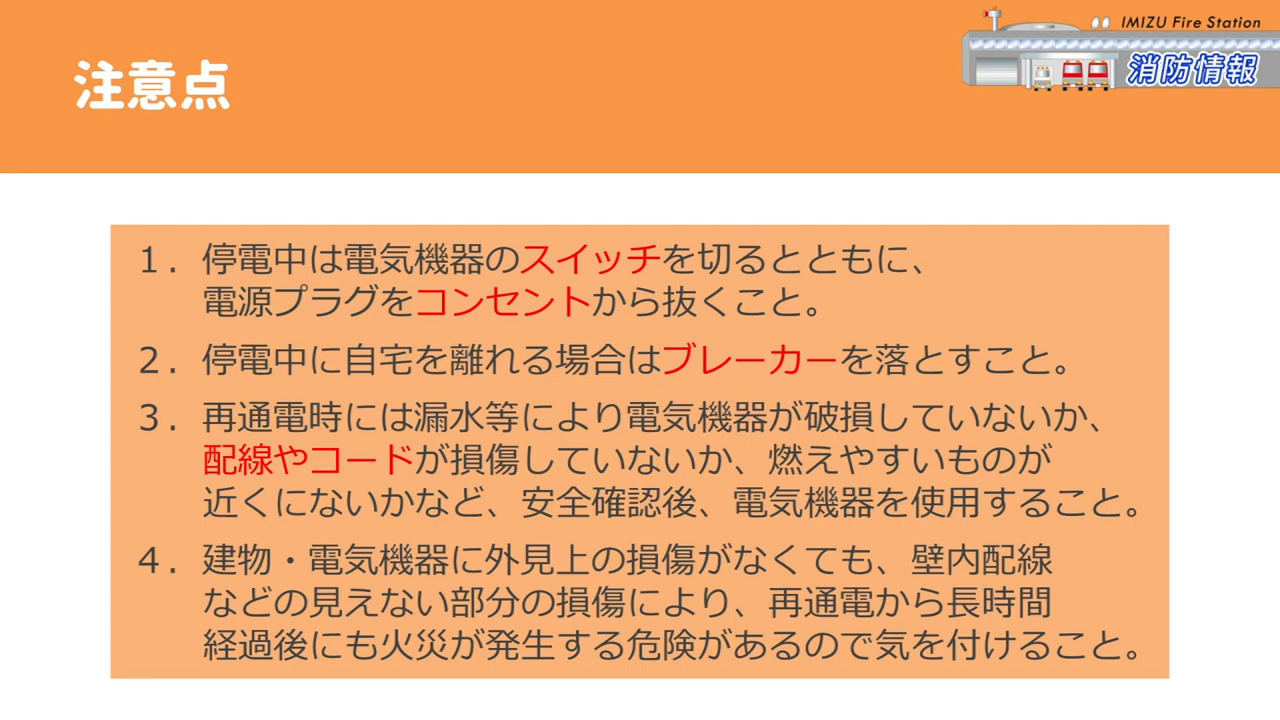 IMIZU Fire Station
消防情報
注意点
１．停電中は電気機器のスイッチを切るとともに、
電源プラグをコンセントから抜くこと。
２．停電中に自宅を離れる場合はブレーカーを落とすこと。
３．再通電時には漏水等により電気機器が破損していないか、
配線やコードが損傷していないか、燃えやすいものが
近くにないかなど、安全確認後、電気機器を使用すること。
４．建物・電気機器に外見上の損傷がなくても、壁内配線
などの見えない部分の損傷により、再通電から長時間
経過後にも火災が発生する危険があるので気を付けること。